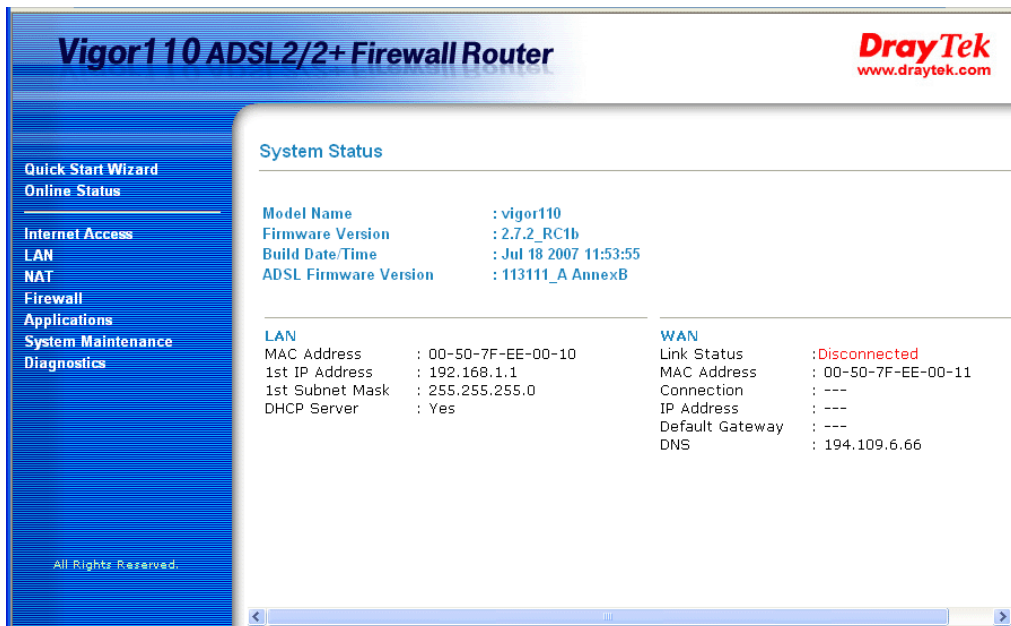 Vigor110 ADSL2/2+ Firewall Router
DrayTek
www.draytek.com
Quick Start Wizard
Online Status
Internet Access
LAN
NAT
Firewall
Applications
System Maintenance
Diagnostics
All Rights Reserved.
System Status
Model Name : vigor110
Firmware Version : 2.7.2_RC1b
Build Date/Time : Jul 18 2007 11:53:55
ADSL Firmware Version : 113111_A AnnexB
LAN
MAC Address : 00-50-7F-EE-00-10
1st IP Address : 192.168.1.1
1st Subnet Mask : 255.255.255.0
DHCP Server : Yes
WAN
Link Status :Disconnected
MAC Address : 00-50-7F-EE-00-11
Connection : ---
IP Address : ---
Default Gateway : ---
DNS : 194.109.6.66